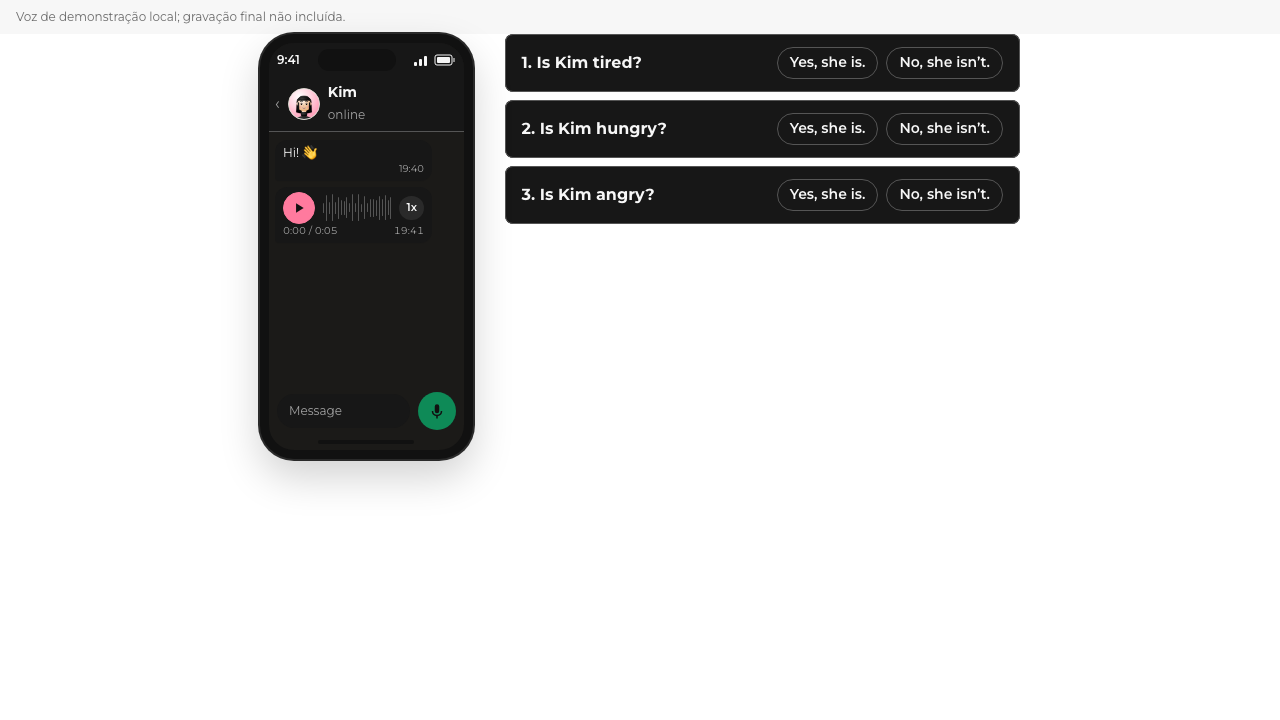 Voz de demonstração local; gravação final não incluída.
9:41
Kim
online
Hi! 👋
19:40
1x
0:00 / 0:05 19:41
Message
1. Is Kim tired? Yes, she is. No, she isn’t.
2. Is Kim hungry? Yes, she is. No, she isn’t.
3. Is Kim angry? Yes, she is. No, she isn’t.